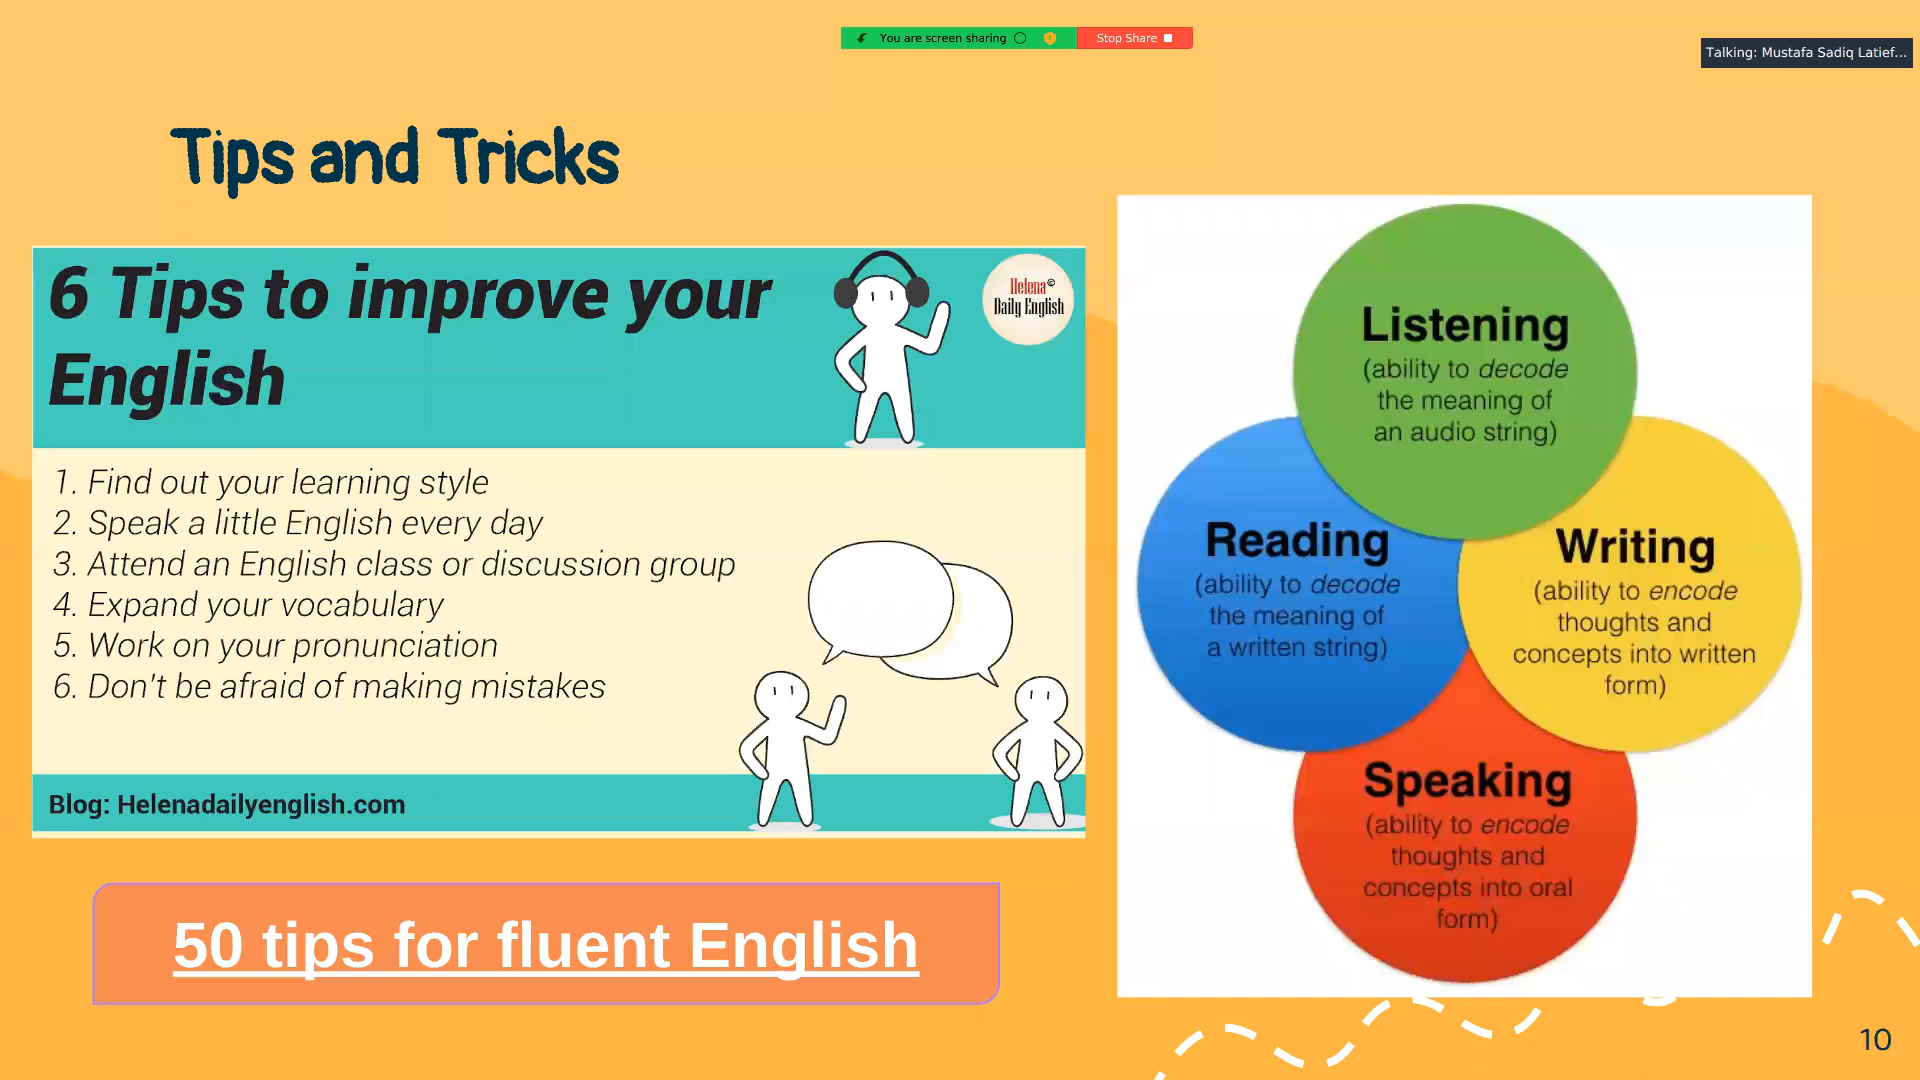 You are screen sharing
Stop Share
Talking: Mustafa Sadiq Latief...
Tips and Tricks
6 Tips to improve your
English
Helena©
Daily English
1. Find out your learning style
2. Speak a little English every day
3. Attend an English class or discussion group
4. Expand your vocabulary
5. Work on your pronunciation
6. Don't be afraid of making mistakes
Blog: Helenadailyenglish.com
50 tips for fluent English
Listening
(ability to decode
the meaning of
an audio string)
Reading
(ability to decode
the meaning of
a written string)
Writing
(ability to encode
thoughts and
concepts into written
form)
Speaking
(ability to encode
thoughts and
concepts into oral
form)
10